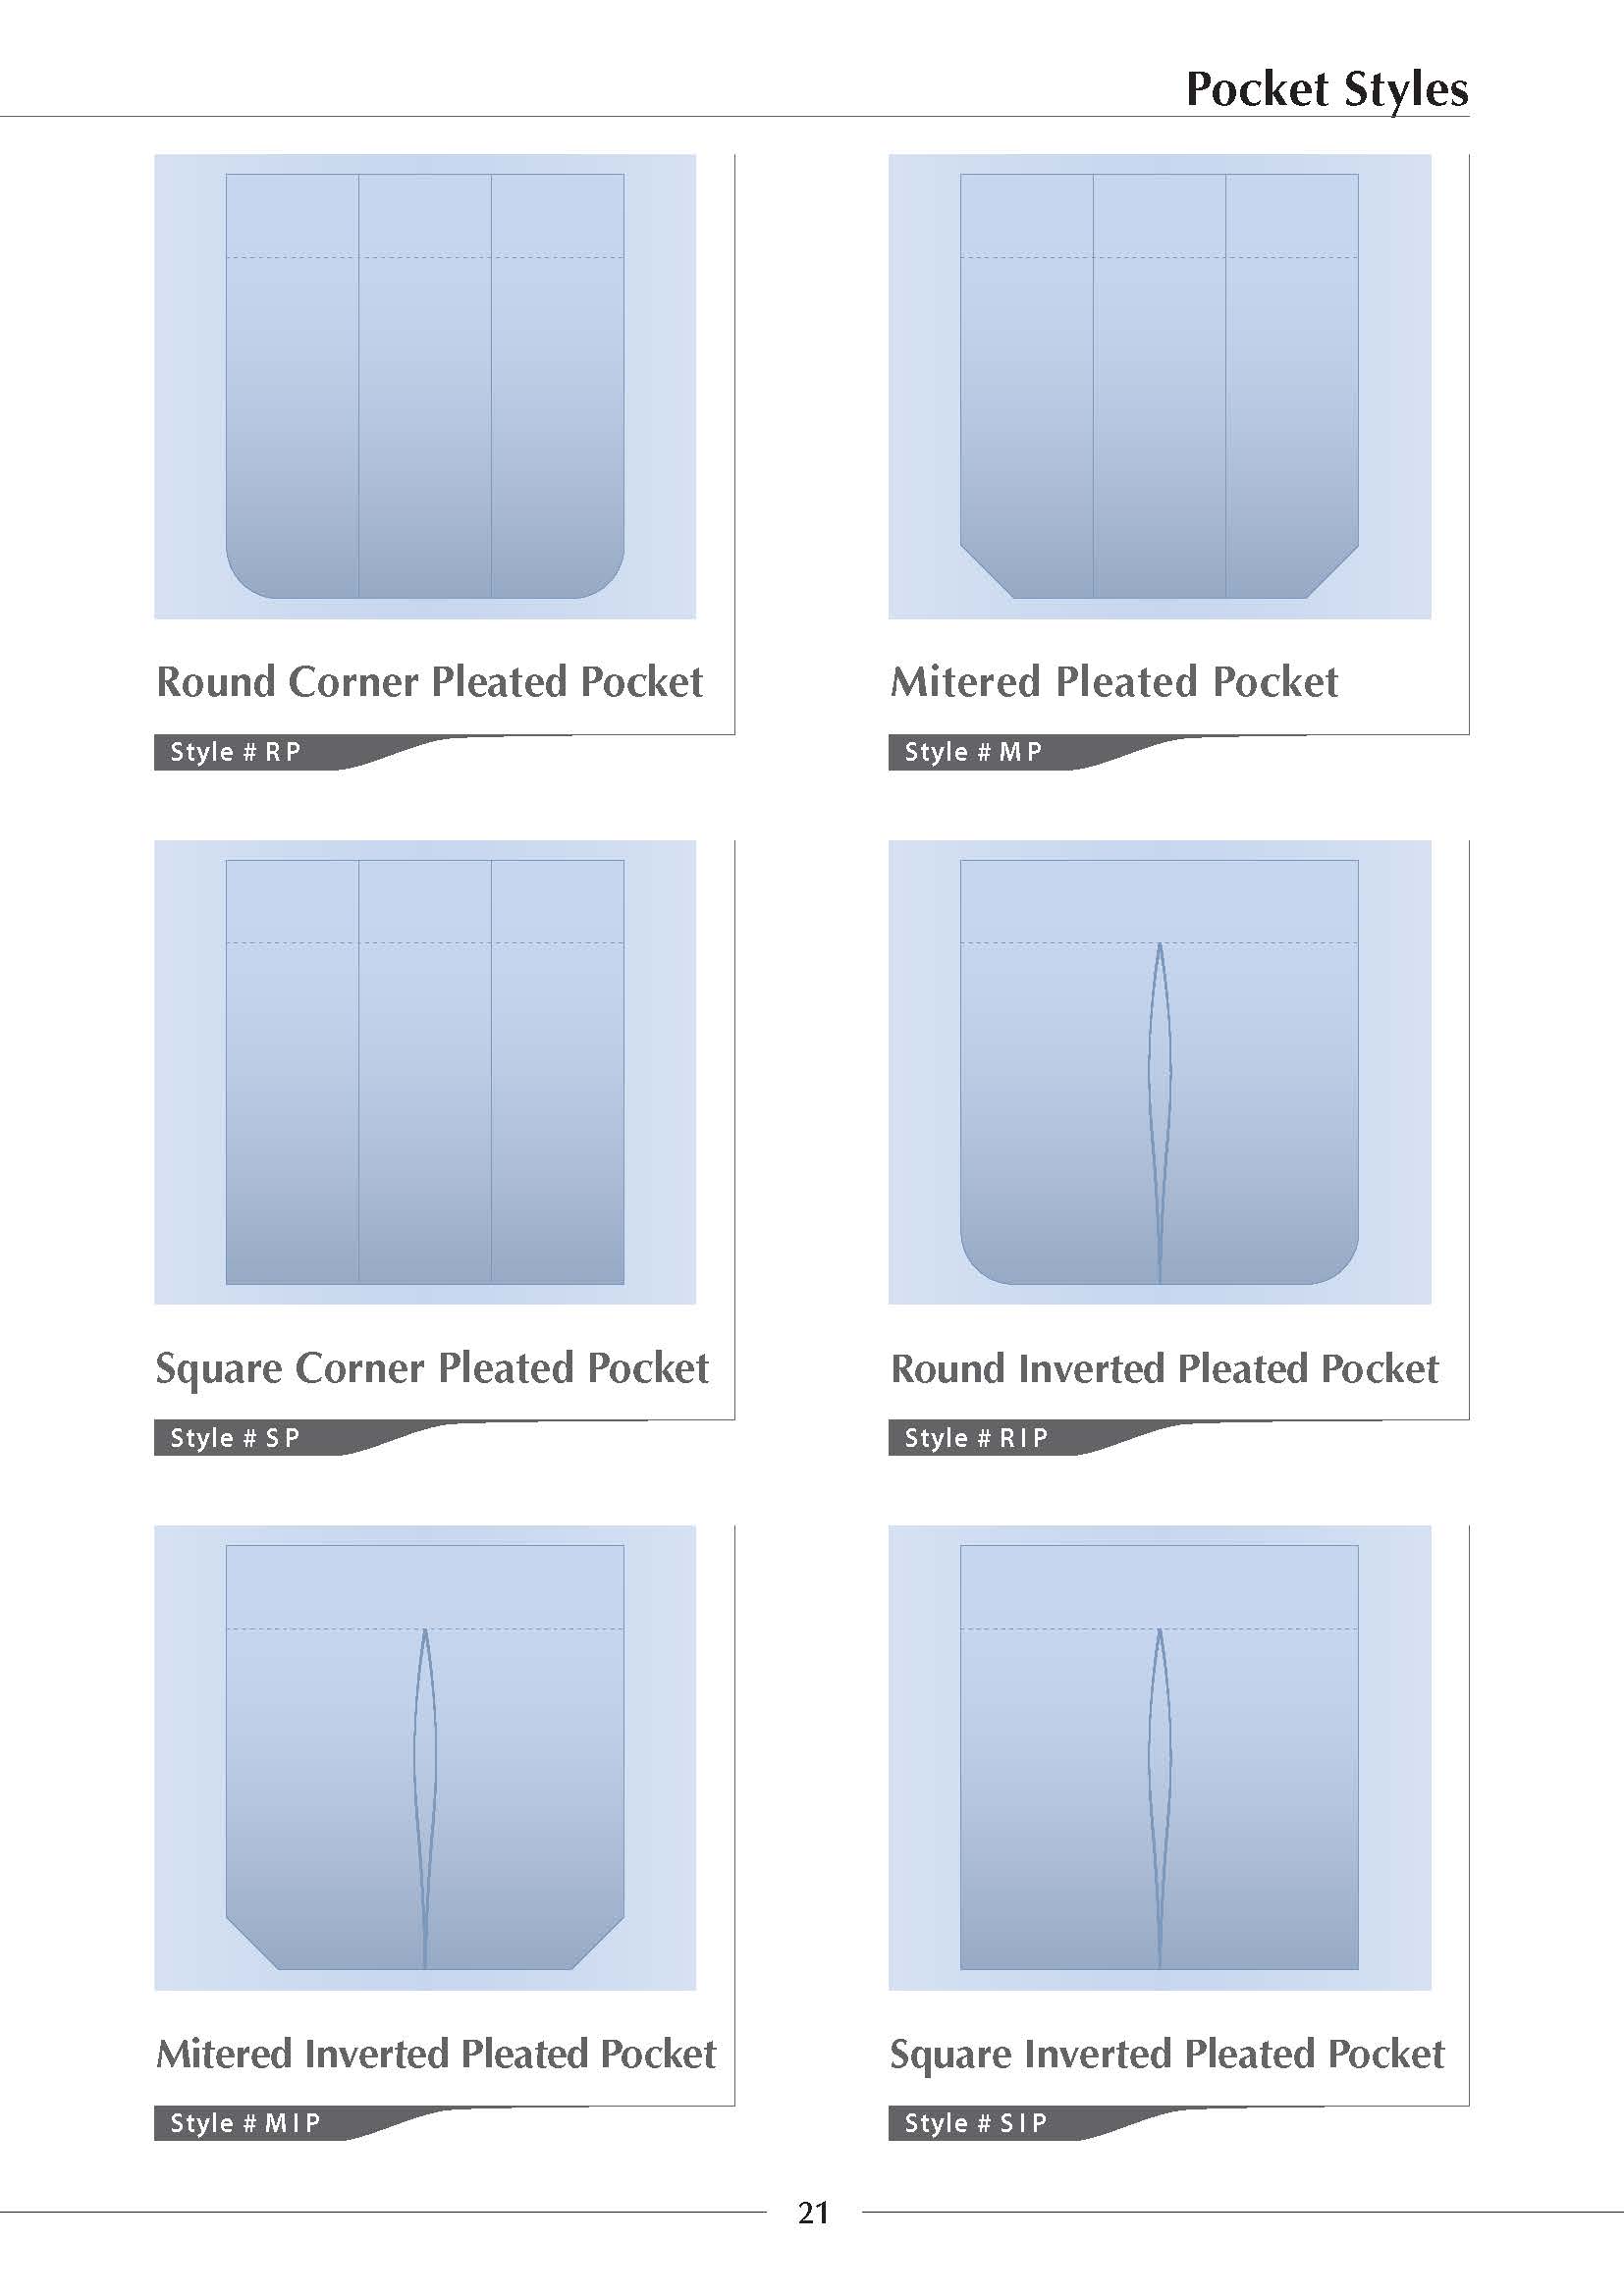 Pocket Styles
Round Corner Pleated Pocket
Style # RP
Mitered Pleated Pocket
Style # MP
Square Corner Pleated Pocket
Style # SP
Round Inverted Pleated Pocket
Style # RIP
Mitered Inverted Pleated Pocket
Style # MIP
Square Inverted Pleated Pocket
Style # SIP
21